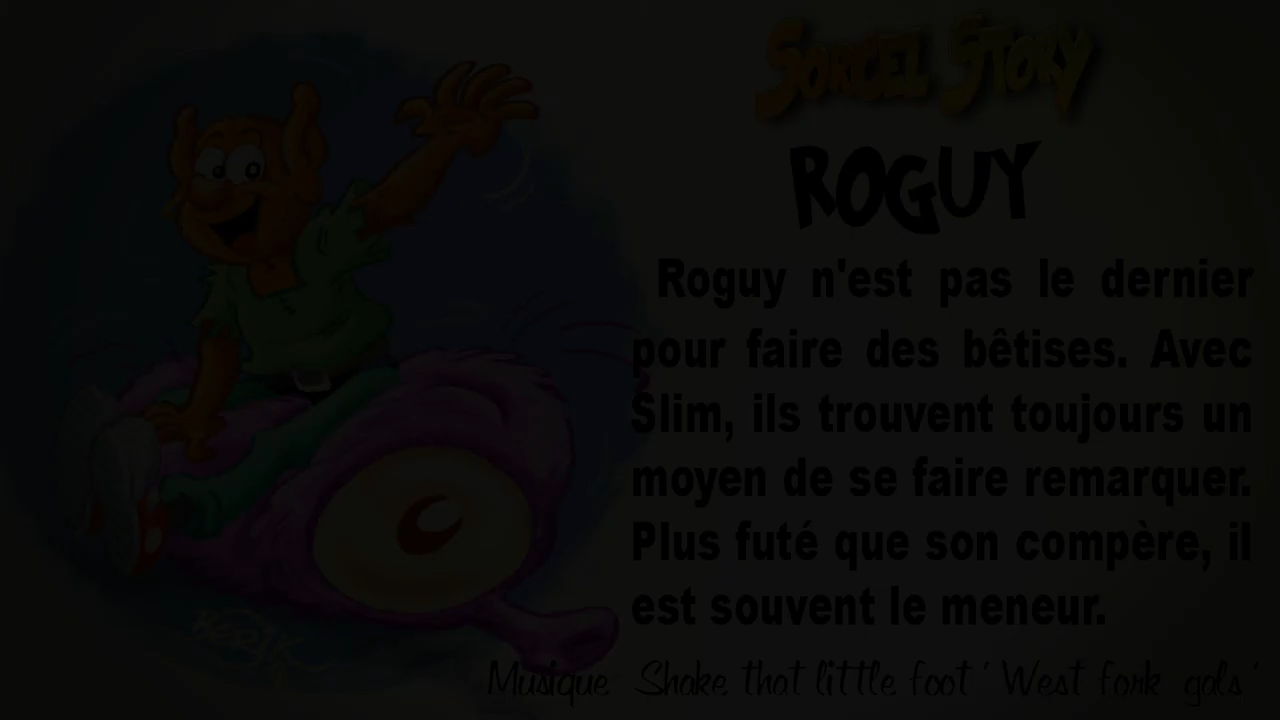 SORCEL STORY
ROGUY
Roguy n'est pas le dernier
pour faire des bêtises. Avec
Slim, ils trouvent toujours un
moyen de se faire remarquer.
Plus futé que son compère, il
est souvent le meneur.
Musique Shake that little foot ' West fork gals '